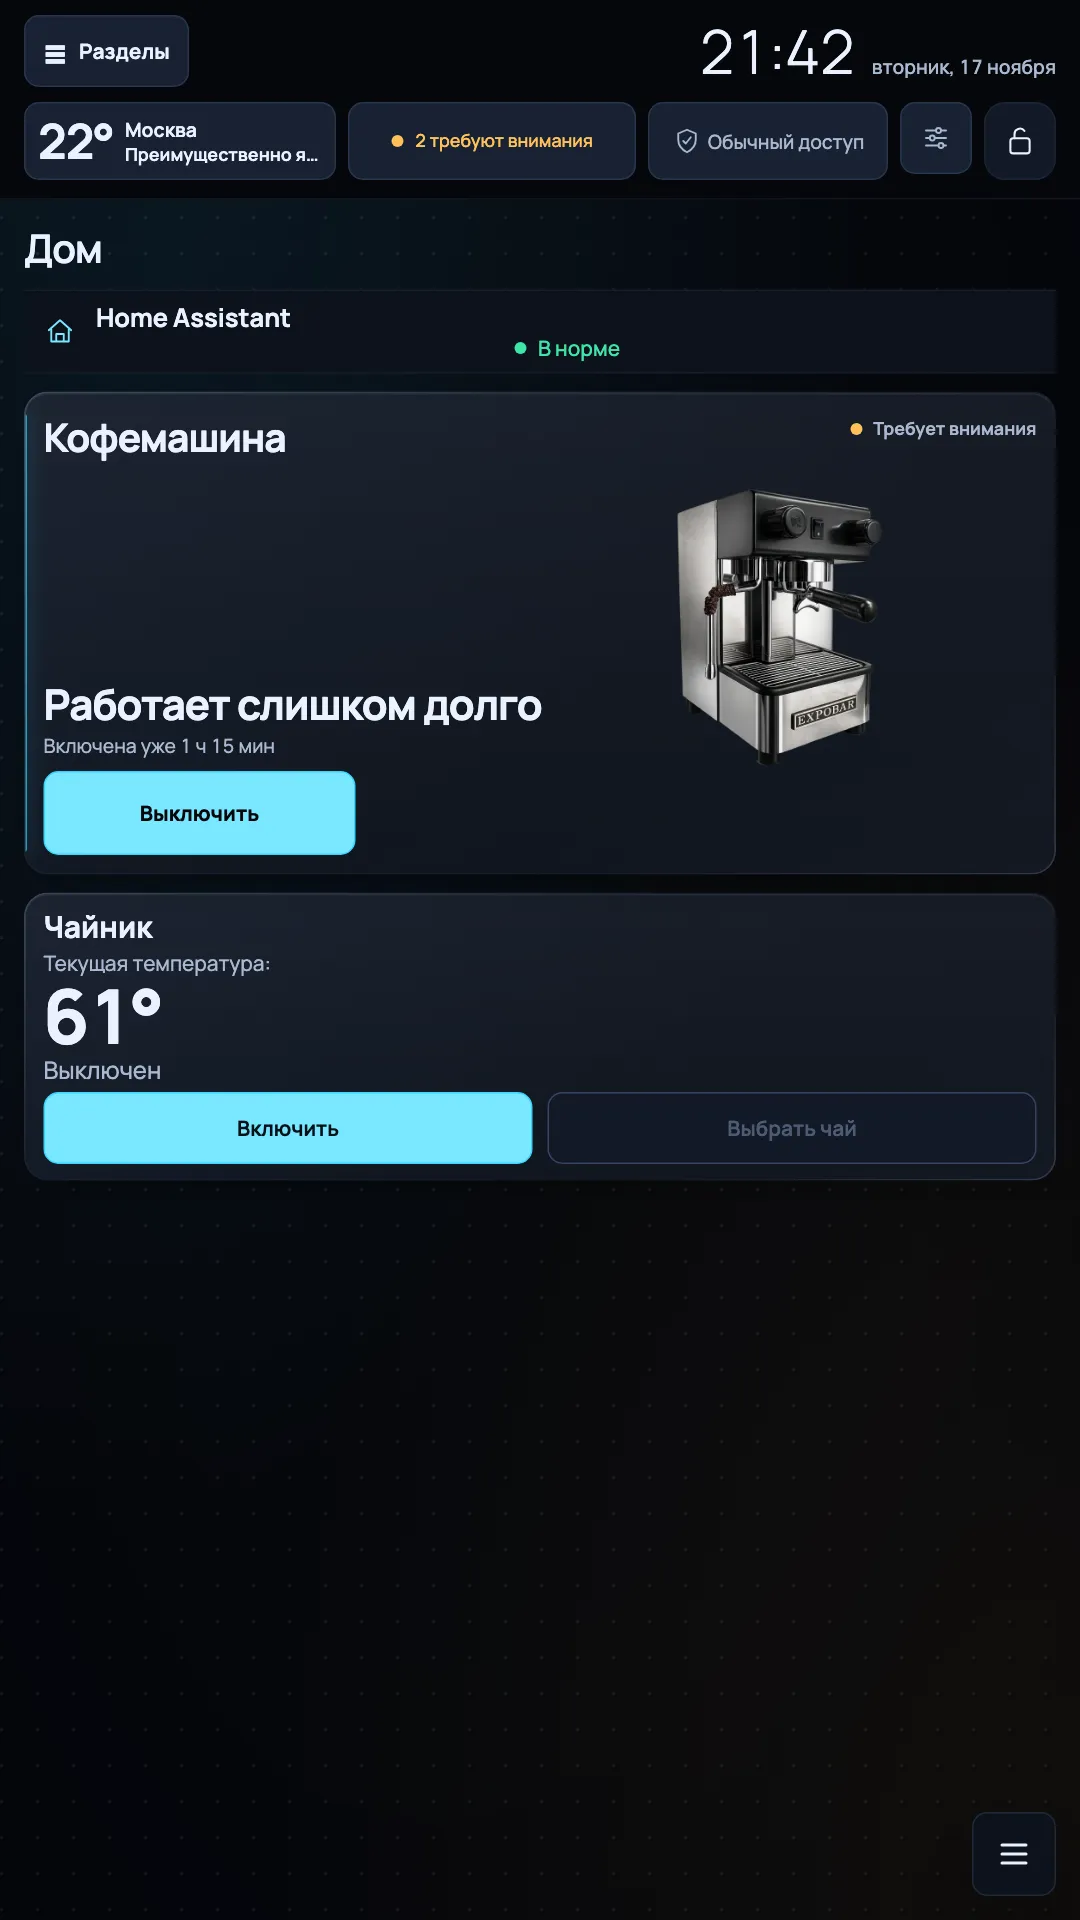 Разделы
21:42 вторник, 17 ноября
22° Москва
Преимущественно я...
2 требуют внимания
Обычный доступ
Дом
Home Assistant
В норме
Кофемашина
Требует внимания
EXPOBAR
Работает слишком долго
Включена уже 1 ч 15 мин
Выключить
Чайник
Текущая температура:
61°
Выключен
Включить
Выбрать чай